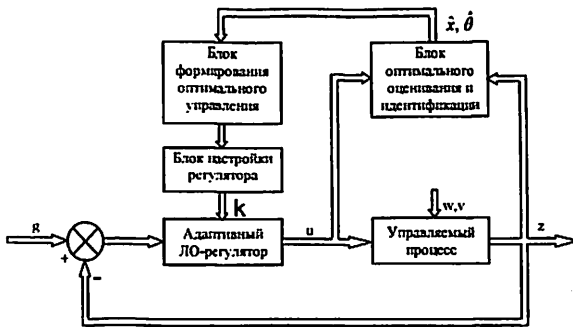 x̂, θ̂
Блок
формирования
оптимального
управления
Блок
оптимального
оценивания и
идентификации
Блок настройки
регулятора
k
w,v
g
+
−
Адаптивный
ЛО-регулятор
u
Управляемый
процесс
z